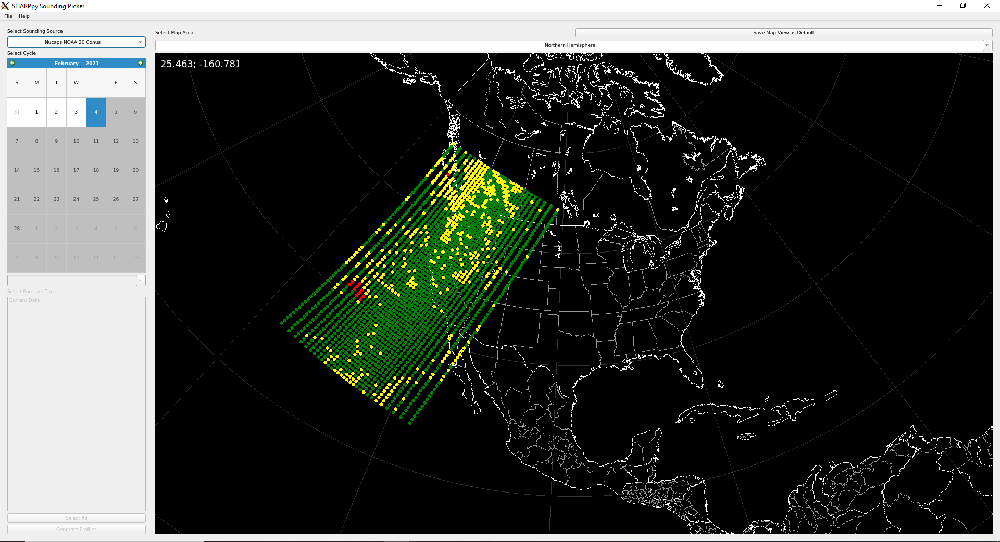 SHARPpy Sounding Picker
File Help
Select Sounding Source
Nucaps NOAA 20 Conus
Select Cycle
February 2021
S M T W T F S
31 1 2 3 4 5 6
7 8 9 10 11 12 13
14 15 16 17 18 19 20
21 22 23 24 25 26 27
28 1 2 3 4 5 6
7 8 9 10 11 12 13
Select Forecast Time
Current Data
Select All
Generate Profiles
Select Map Area
Save Map View as Default
Northern Hemisphere
25.463; -160.781